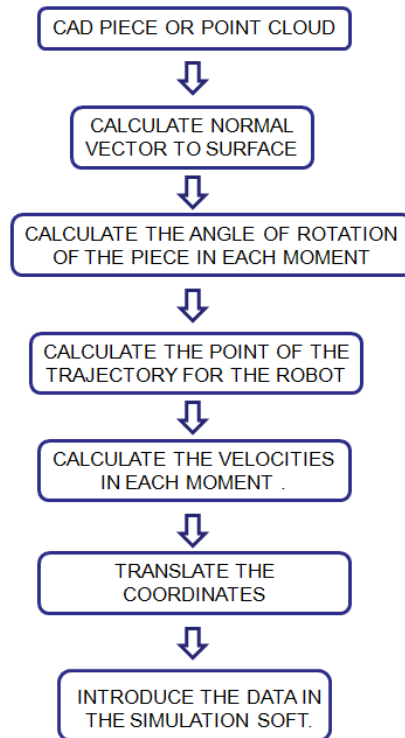 CAD PIECE OR POINT CLOUD
CALCULATE NORMAL
VECTOR TO SURFACE
CALCULATE THE ANGLE OF ROTATION
OF THE PIECE IN EACH MOMENT
CALCULATE THE POINT OF THE
TRAJECTORY FOR THE ROBOT
CALCULATE THE VELOCITIES
IN EACH MOMENT .
TRANSLATE THE
COORDINATES
INTRODUCE THE DATA IN
THE SIMULATION SOFT.